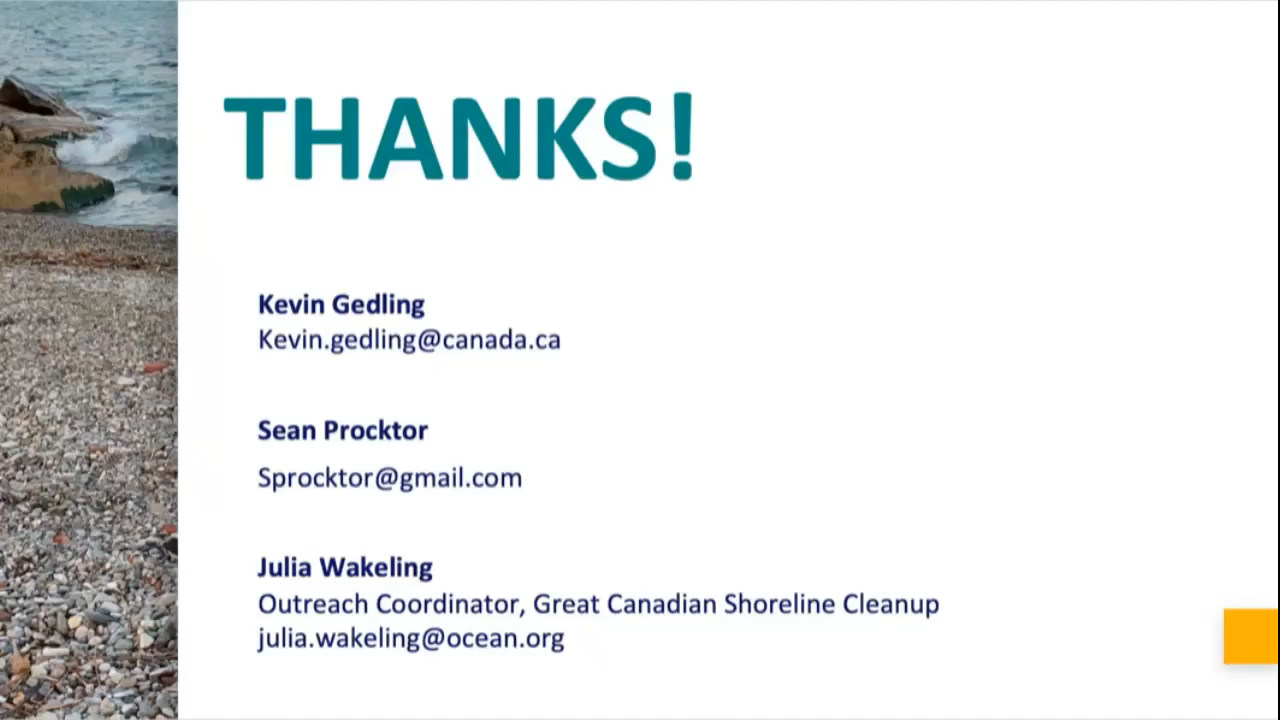 THANKS!
Kevin Gedling
Kevin.gedling@canada.ca
Sean Procktor
Sprocktor@gmail.com
Julia Wakeling
Outreach Coordinator, Great Canadian Shoreline Cleanup
julia.wakeling@ocean.org